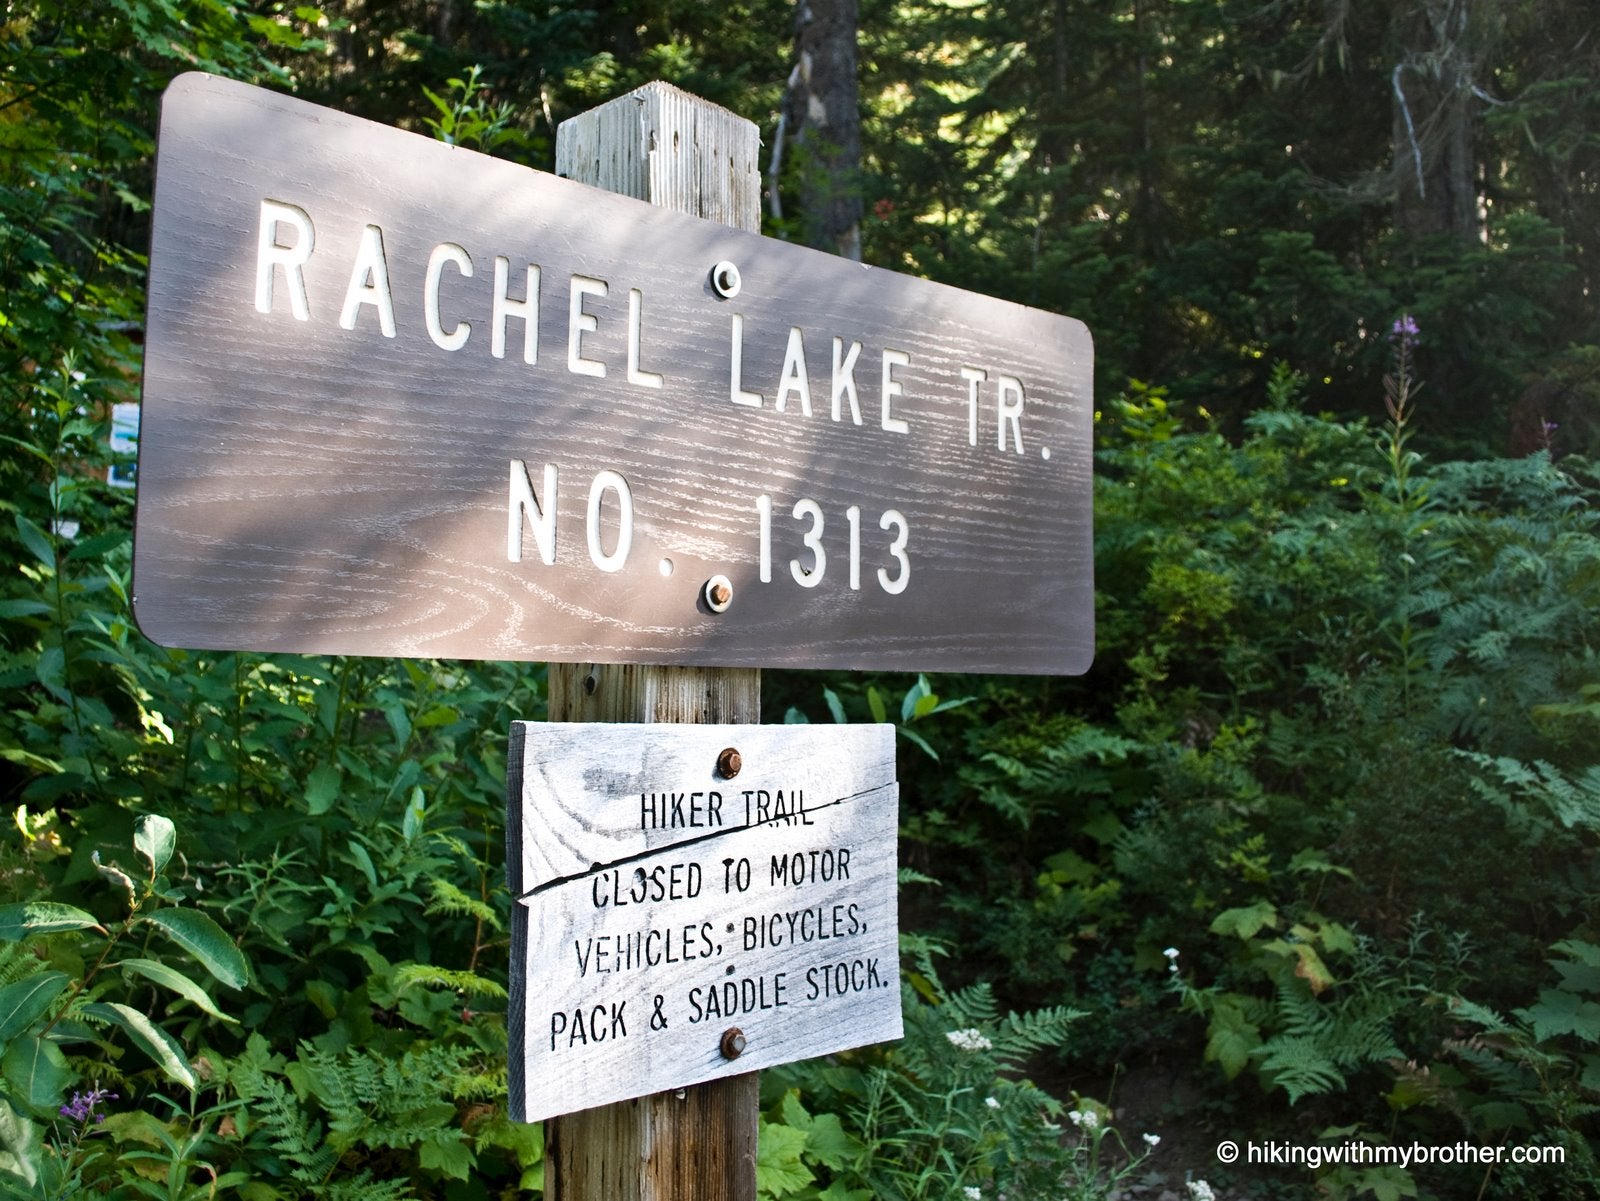 RACHEL LAKE TR.
NO. 1313
HIKER TRAIL
CLOSED TO MOTOR
VEHICLES, BICYCLES,
PACK & SADDLE STOCK.
© hikingwithmybrother.com